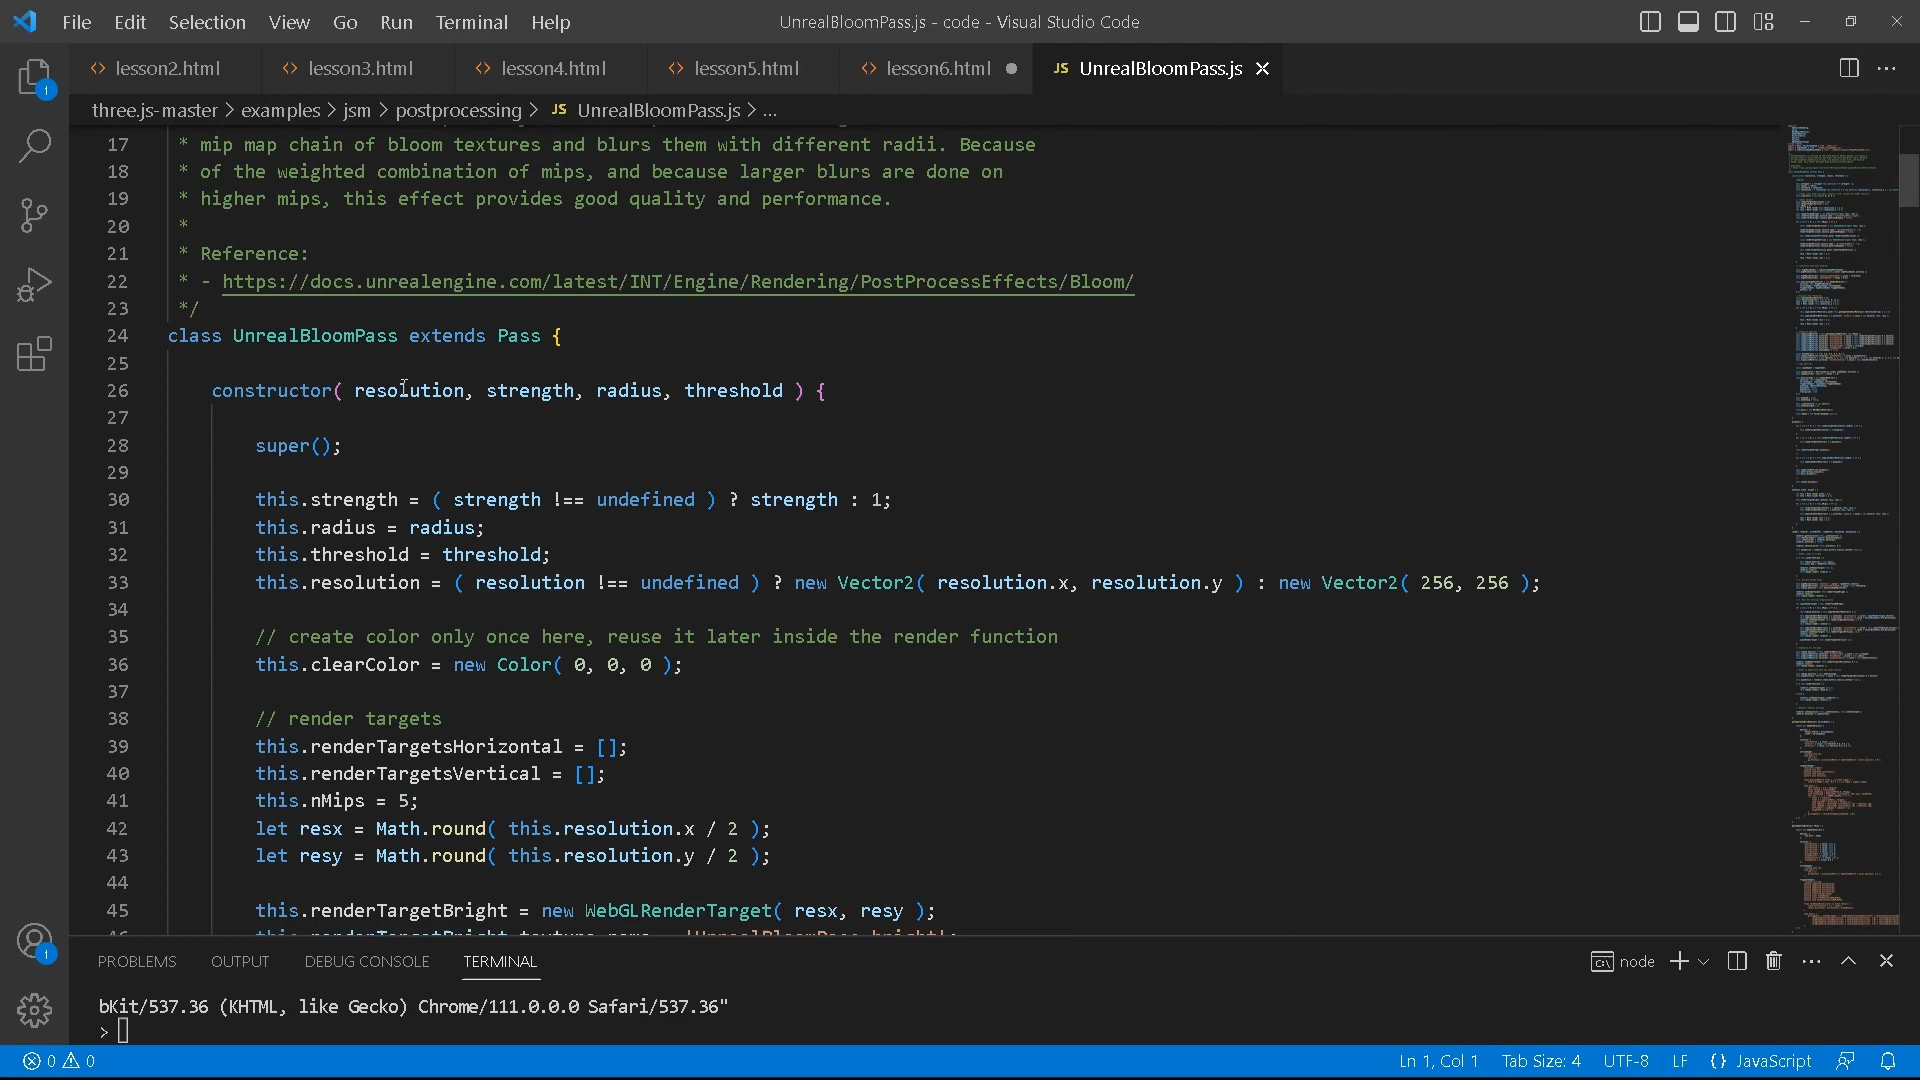 File Edit Selection View Go Run Terminal Help UnrealBloomPass.js - code - Visual Studio Code
lesson2.html lesson3.html lesson4.html lesson5.html lesson6.html JS UnrealBloomPass.js
three.js-master > examples > jsm > postprocessing > JS UnrealBloomPass.js > ...
17 * mip map chain of bloom textures and blurs them with different radii. Because
18 * of the weighted combination of mips, and because larger blurs are done on
19 * higher mips, this effect provides good quality and performance.
20 *
21 * Reference:
22 * - https://docs.unrealengine.com/latest/INT/Engine/Rendering/PostProcessEffects/Bloom/
23 */
24 class UnrealBloomPass extends Pass {
25
26 constructor( resolution, strength, radius, threshold ) {
27
28 super();
29
30 this.strength = ( strength !== undefined ) ? strength : 1;
31 this.radius = radius;
32 this.threshold = threshold;
33 this.resolution = ( resolution !== undefined ) ? new Vector2( resolution.x, resolution.y ) : new Vector2( 256, 256 );
34
35 // create color only once here, reuse it later inside the render function
36 this.clearColor = new Color( 0, 0, 0 );
37
38 // render targets
39 this.renderTargetsHorizontal = [];
40 this.renderTargetsVertical = [];
41 this.nMips = 5;
42 let resx = Math.round( this.resolution.x / 2 );
43 let resy = Math.round( this.resolution.y / 2 );
44
45 this.renderTargetBright = new WebGLRenderTarget( resx, resy );
PROBLEMS OUTPUT DEBUG CONSOLE TERMINAL node
bKit/537.36 (KHTML, like Gecko) Chrome/111.0.0.0 Safari/537.36"
>
0 0 Ln 1, Col 1 Tab Size: 4 UTF-8 LF {} JavaScript
1
1